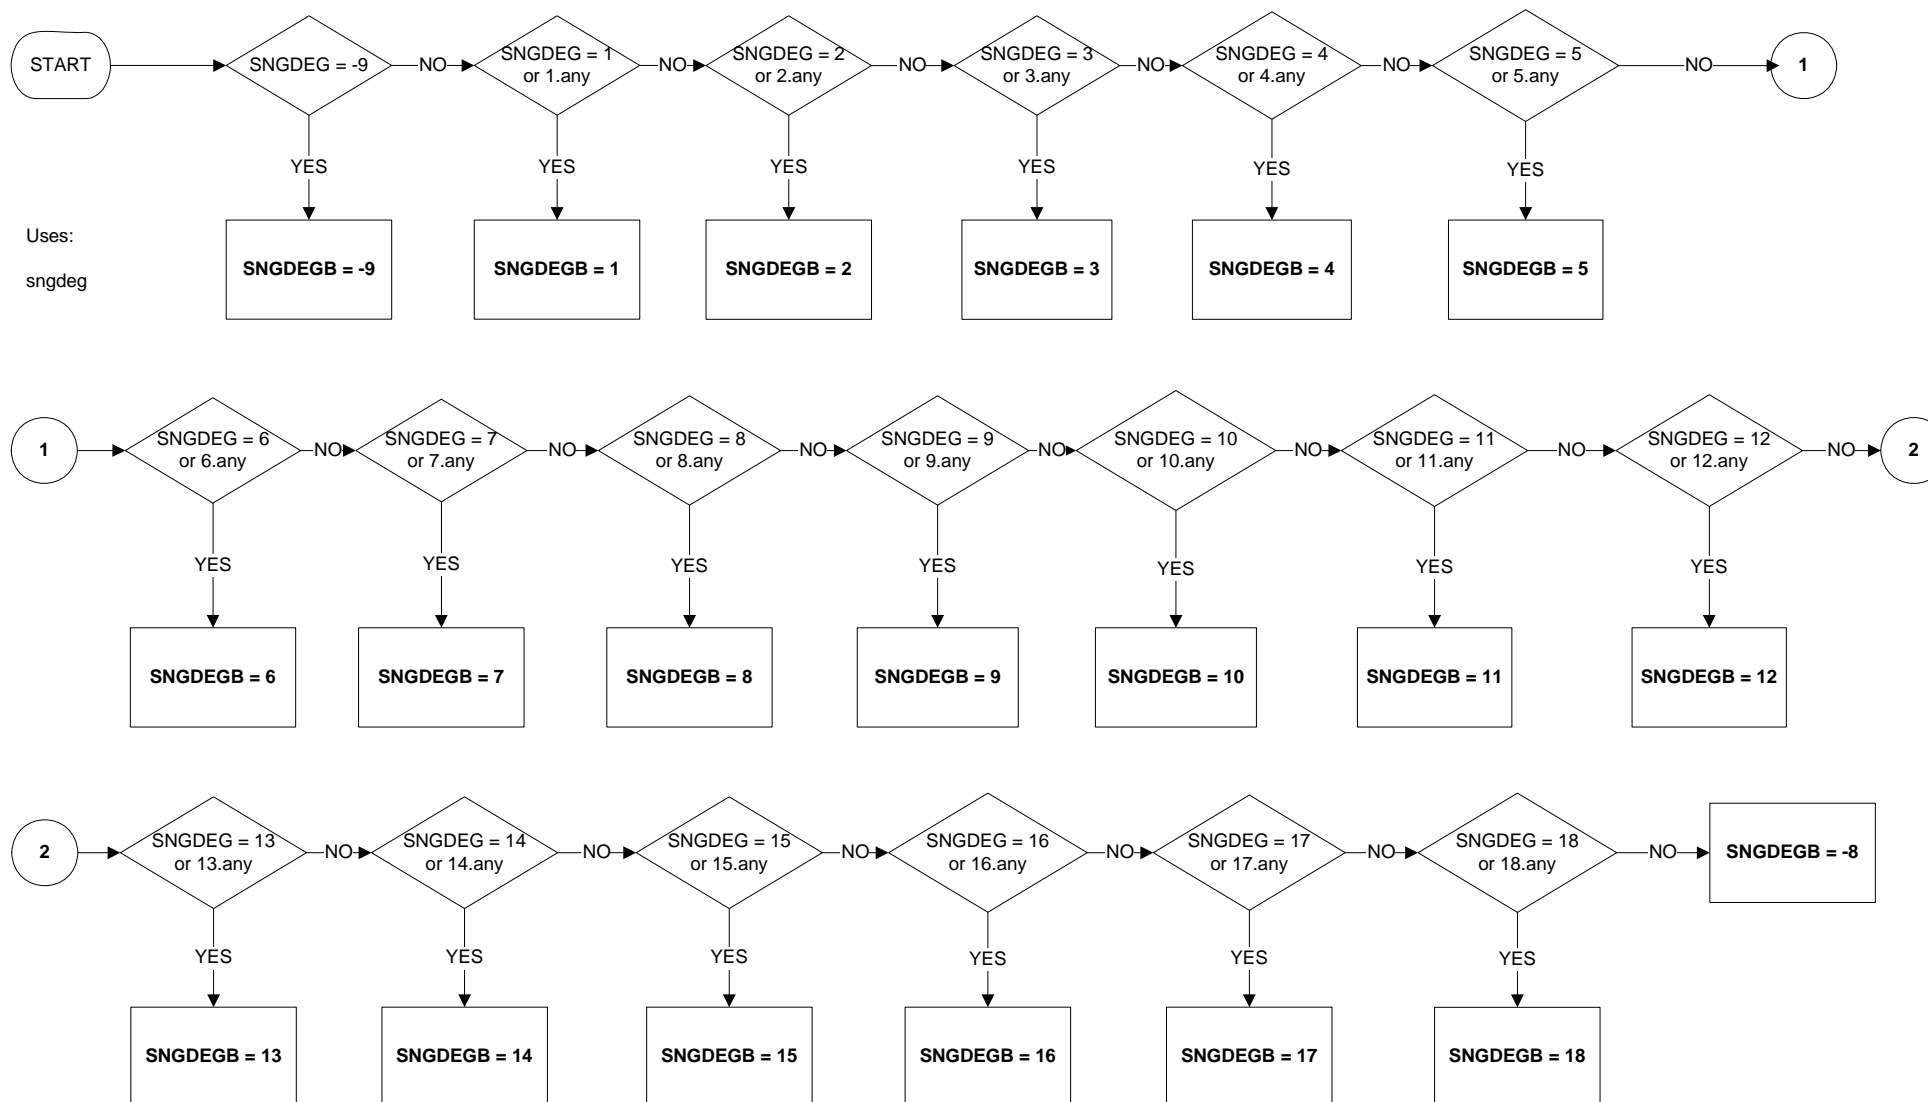 START
SNGDEG = -9
NO
SNGDEG = 1
or 1.any
NO
SNGDEG = 2
or 2.any
NO
SNGDEG = 3
or 3.any
NO
SNGDEG = 4
or 4.any
NO
SNGDEG = 5
or 5.any
NO
1
YES
YES
YES
YES
YES
YES
Uses:
sngdeg
SNGDEGB = -9
SNGDEGB = 1
SNGDEGB = 2
SNGDEGB = 3
SNGDEGB = 4
SNGDEGB = 5
1
SNGDEG = 6
or 6.any
NO
SNGDEG = 7
or 7.any
NO
SNGDEG = 8
or 8.any
NO
SNGDEG = 9
or 9.any
NO
SNGDEG = 10
or 10.any
NO
SNGDEG = 11
or 11.any
NO
SNGDEG = 12
or 12.any
NO
2
YES
YES
YES
YES
YES
YES
YES
SNGDEGB = 6
SNGDEGB = 7
SNGDEGB = 8
SNGDEGB = 9
SNGDEGB = 10
SNGDEGB = 11
SNGDEGB = 12
2
SNGDEG = 13
or 13.any
NO
SNGDEG = 14
or 14.any
NO
SNGDEG = 15
or 15.any
NO
SNGDEG = 16
or 16.any
NO
SNGDEG = 17
or 17.any
NO
SNGDEG = 18
or 18.any
NO
SNGDEGB = -8
YES
YES
YES
YES
YES
YES
SNGDEGB = 13
SNGDEGB = 14
SNGDEGB = 15
SNGDEGB = 16
SNGDEGB = 17
SNGDEGB = 18